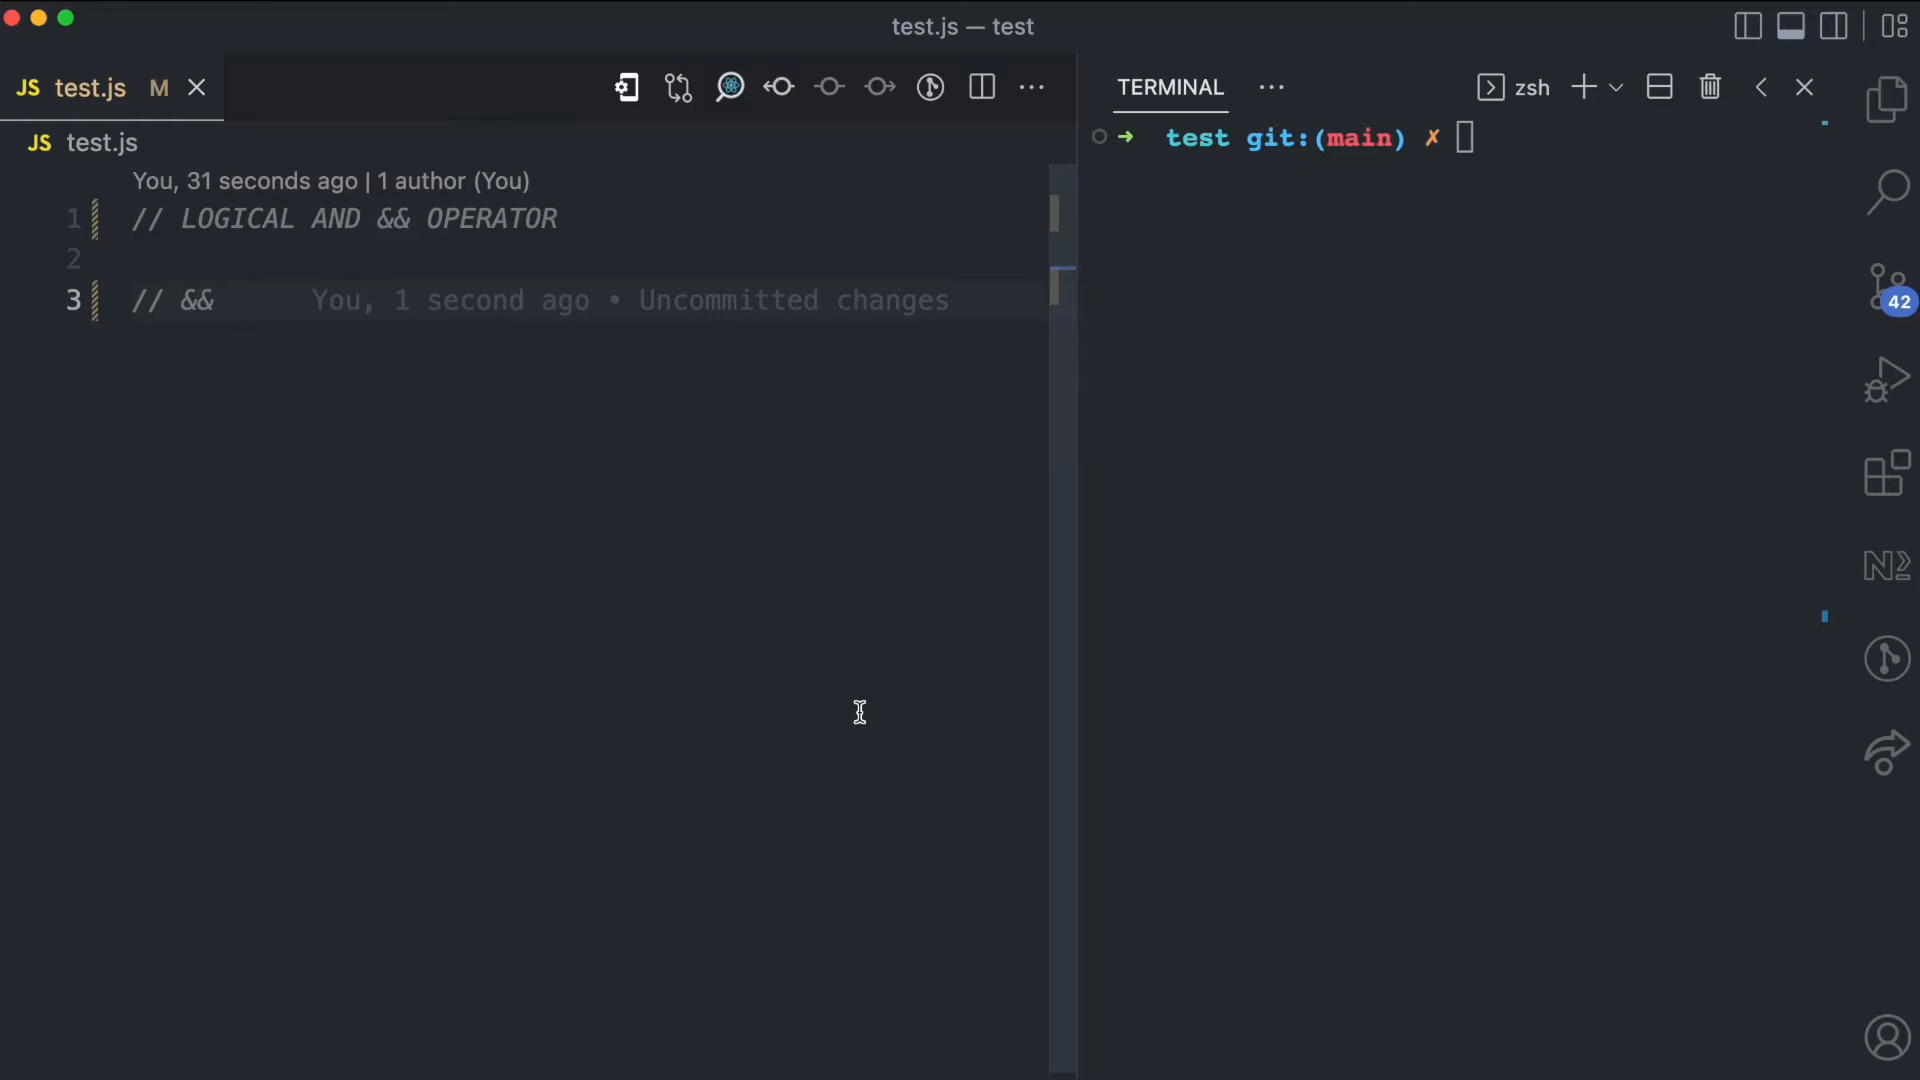 test.js — test
JS test.js M
TERMINAL
zsh
JS test.js
➜ test git:(main) ✗
You, 31 seconds ago | 1 author (You)
1 // LOGICAL AND && OPERATOR
2
3 // && You, 1 second ago • Uncommitted changes
42